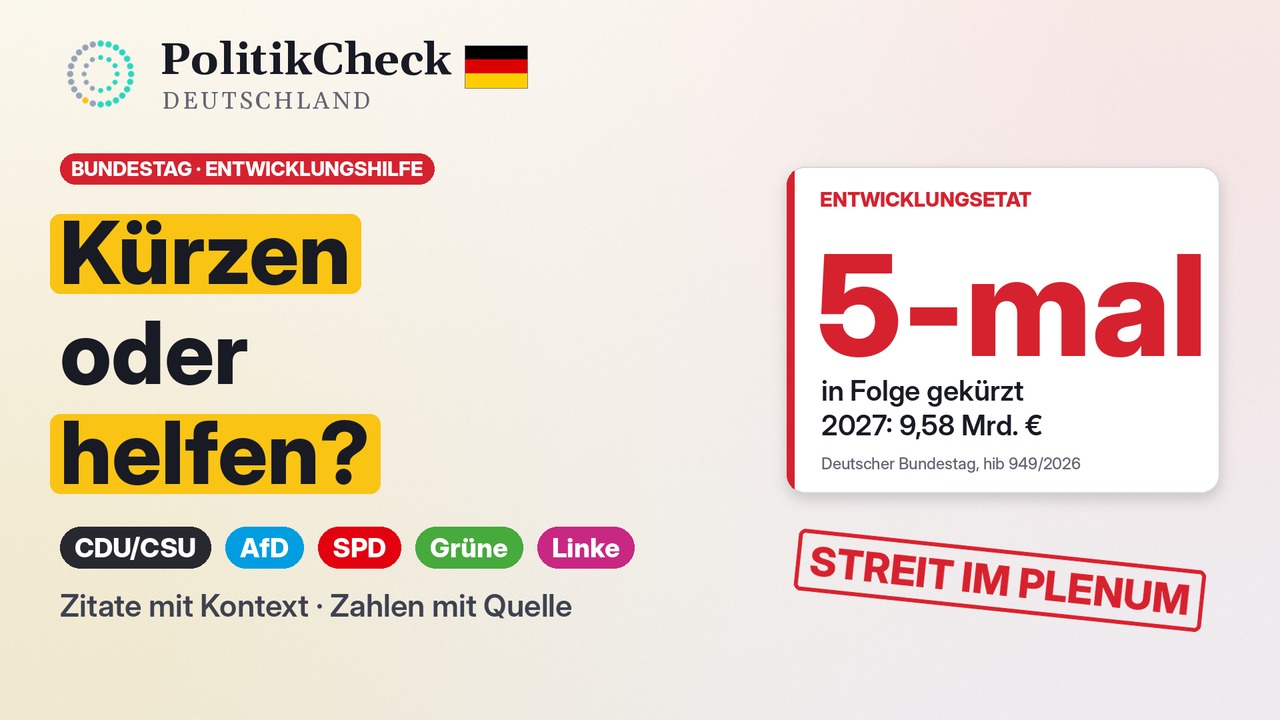 PolitikCheck
DEUTSCHLAND
BUNDESTAG · ENTWICKLUNGSHILFE
Kürzen
oder
helfen?
CDU/CSU AfD SPD Grüne Linke
Zitate mit Kontext · Zahlen mit Quelle
ENTWICKLUNGSETAT
5-mal
in Folge gekürzt
2027: 9,58 Mrd. €
Deutscher Bundestag, hib 949/2026
STREIT IM PLENUM